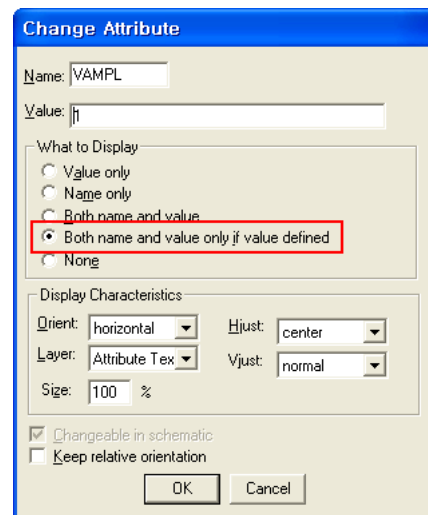 Change Attribute
Name: VAMPL
Value: 1
What to Display
Value only
Name only
Both name and value
Both name and value only if value defined
None
Display Characteristics
Orient: horizontal Hjust: center
Layer: Attribute Tex Vjust: normal
Size: 100 %
Changeable in schematic
Keep relative orientation
OK Cancel